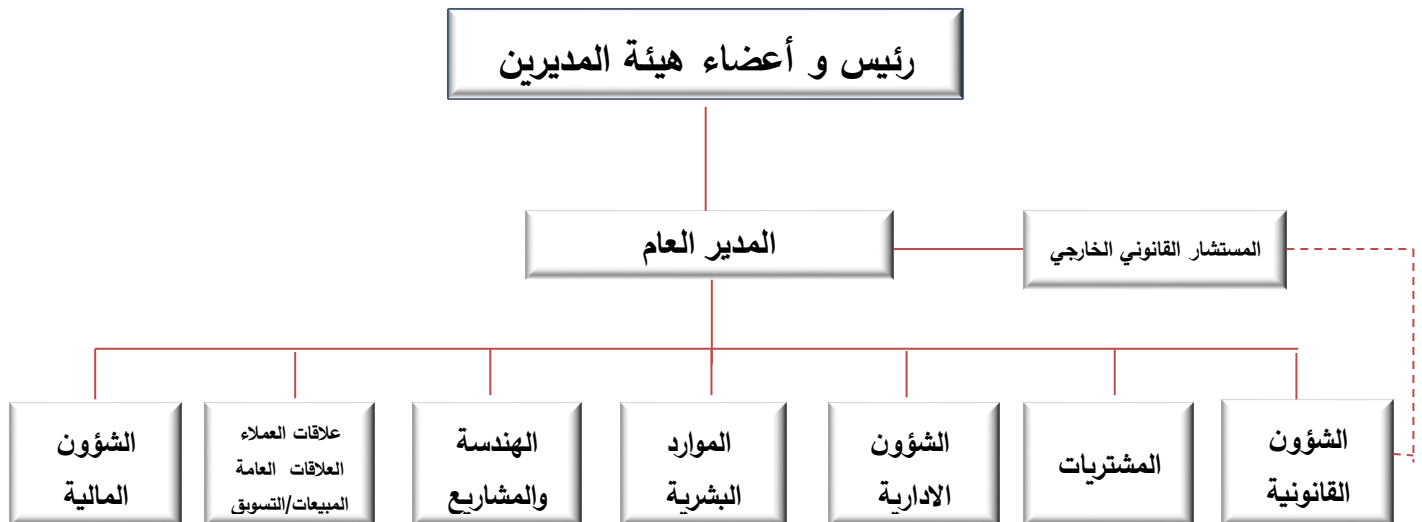 رئيس و أعضاء هيئة المديرين
المدير العام
المستشار القانوني الخارجي
الشؤون
القانونية
المشتريات
الشؤون
الادارية
الموارد
البشرية
الهندسة
والمشاريع
علاقات العملاء
العلاقات العامة
المبيعات/التسويق
الشؤون
المالية